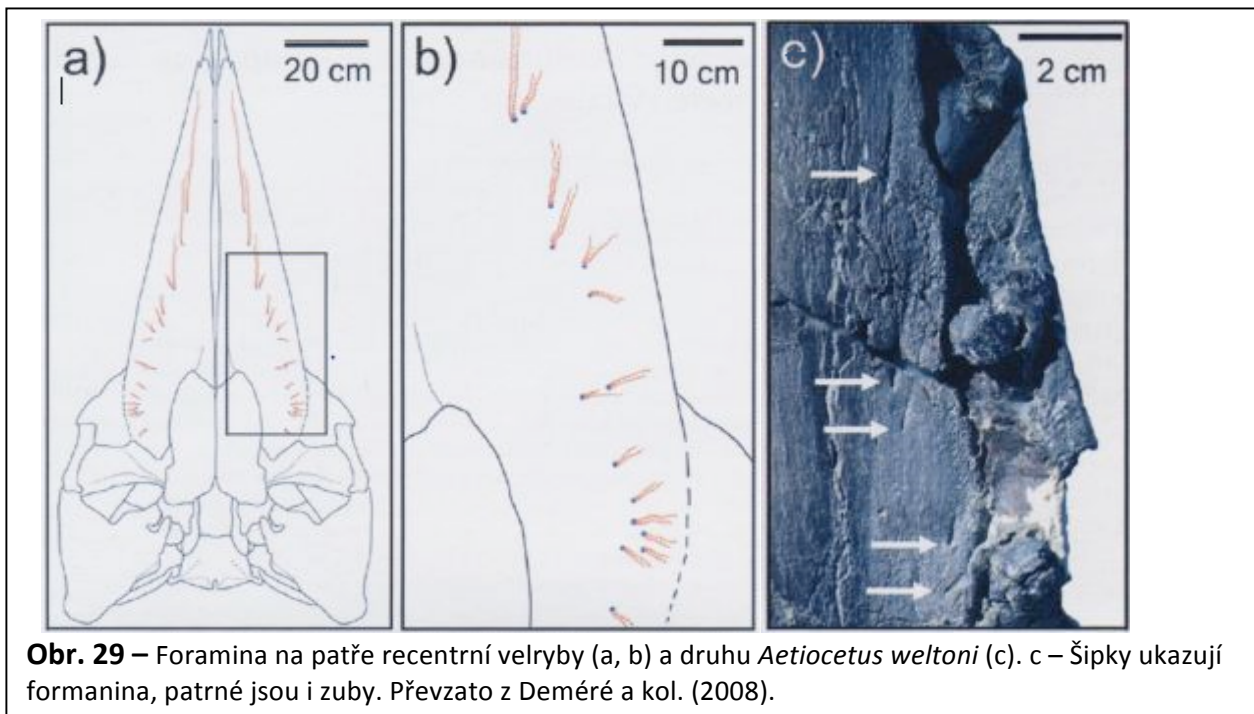 a)
20 cm
b)
10 cm
c)
2 cm
Obr. 29 – Foramina na patře recentrní velryby (a, b) a druhu Aetiocetus weltoni (c). c – Šipky ukazují
formanina, patrné jsou i zuby. Převzato z Deméré a kol. (2008).